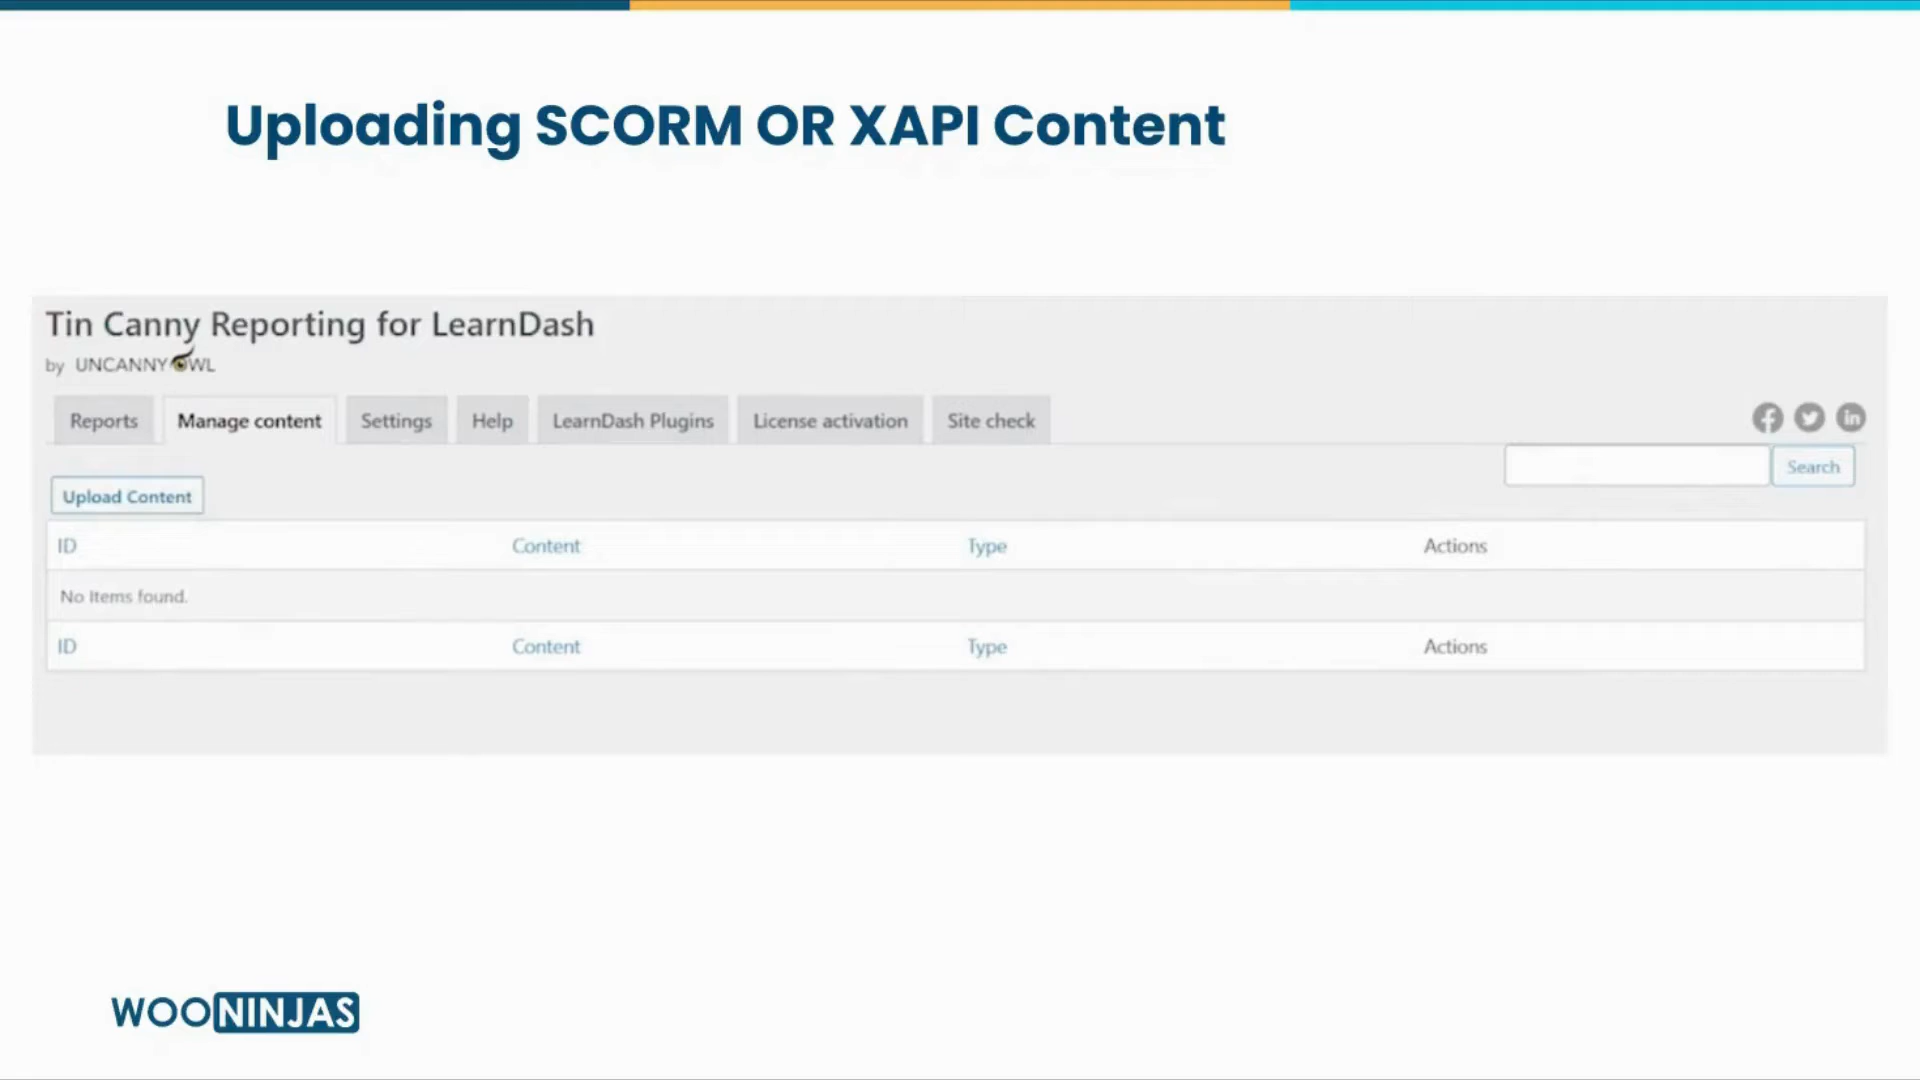 Uploading SCORM OR XAPI Content
Tin Canny Reporting for LearnDash
by UNCANNY OWL
Reports Manage content Settings Help LearnDash Plugins License activation Site check
Search
Upload Content
ID Content Type Actions
No Items found.
ID Content Type Actions
WOONINJAS